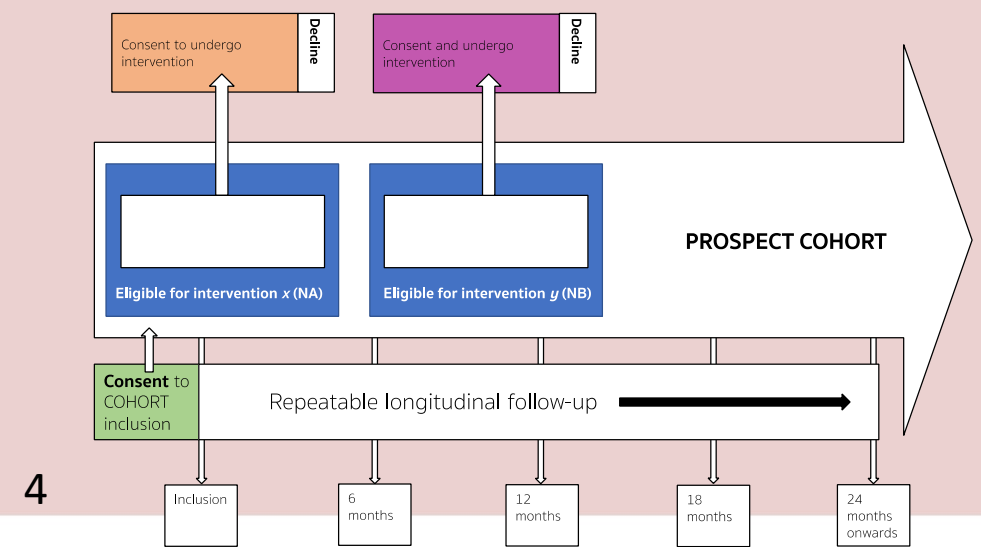 Consent to undergo
intervention
Decline
Consent and undergo
intervention
Decline
PROSPECT COHORT
Eligible for intervention x (NA)
Eligible for intervention y (NB)
Consent to
COHORT
inclusion
Repeatable longitudinal follow-up
4
Inclusion
6
months
12
months
18
months
24
months
onwards